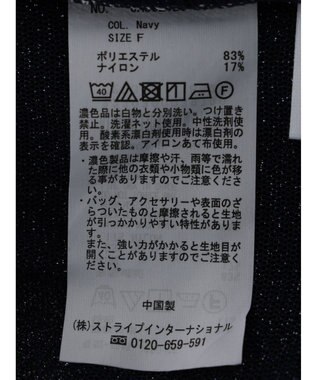 NO.
COL. Navy
SIZE F
ポリエステル 83%
ナイロン 17%
40
濃色品は白物と分別洗い。つけ置き
禁止。洗濯ネット使用。中性洗剤使
用。酸素系漂白剤使用時は漂白剤の
表示を確認。アイロンあて布使用。
・濃色製品は摩擦や汗、雨等で濡れ
た際に他の衣類や小物類に色が移る
事がありますのでご注意くださ
い。
・バッグ、アクセサリーや表面のざ
らついたものと摩擦されると生地
が引っかかりやすい特性がありま
す。
また、強い力がかかると生地目が
開くことがありますのでご注意く
ださい。
中国製
(株)ストライプインターナショナル
0120-659-591